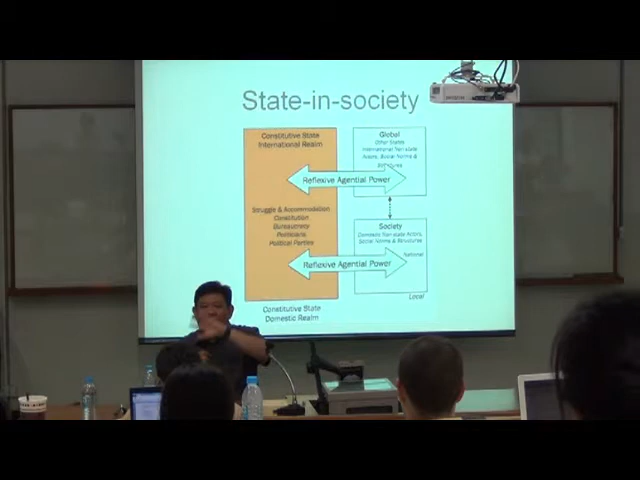 State-in-society
Constitutive State
International Realm
Global
Other States
International Non state
Actors, Social Norms &
Structures
Reflexive Agential Power
Struggle & Accommodation
Constitution
Bureaucracy
Politicians
Political Parties
Society
Domestic Non-state Actors,
Social Norms & Structures
National
Reflexive Agential Power
Local
Constitutive State
Domestic Realm